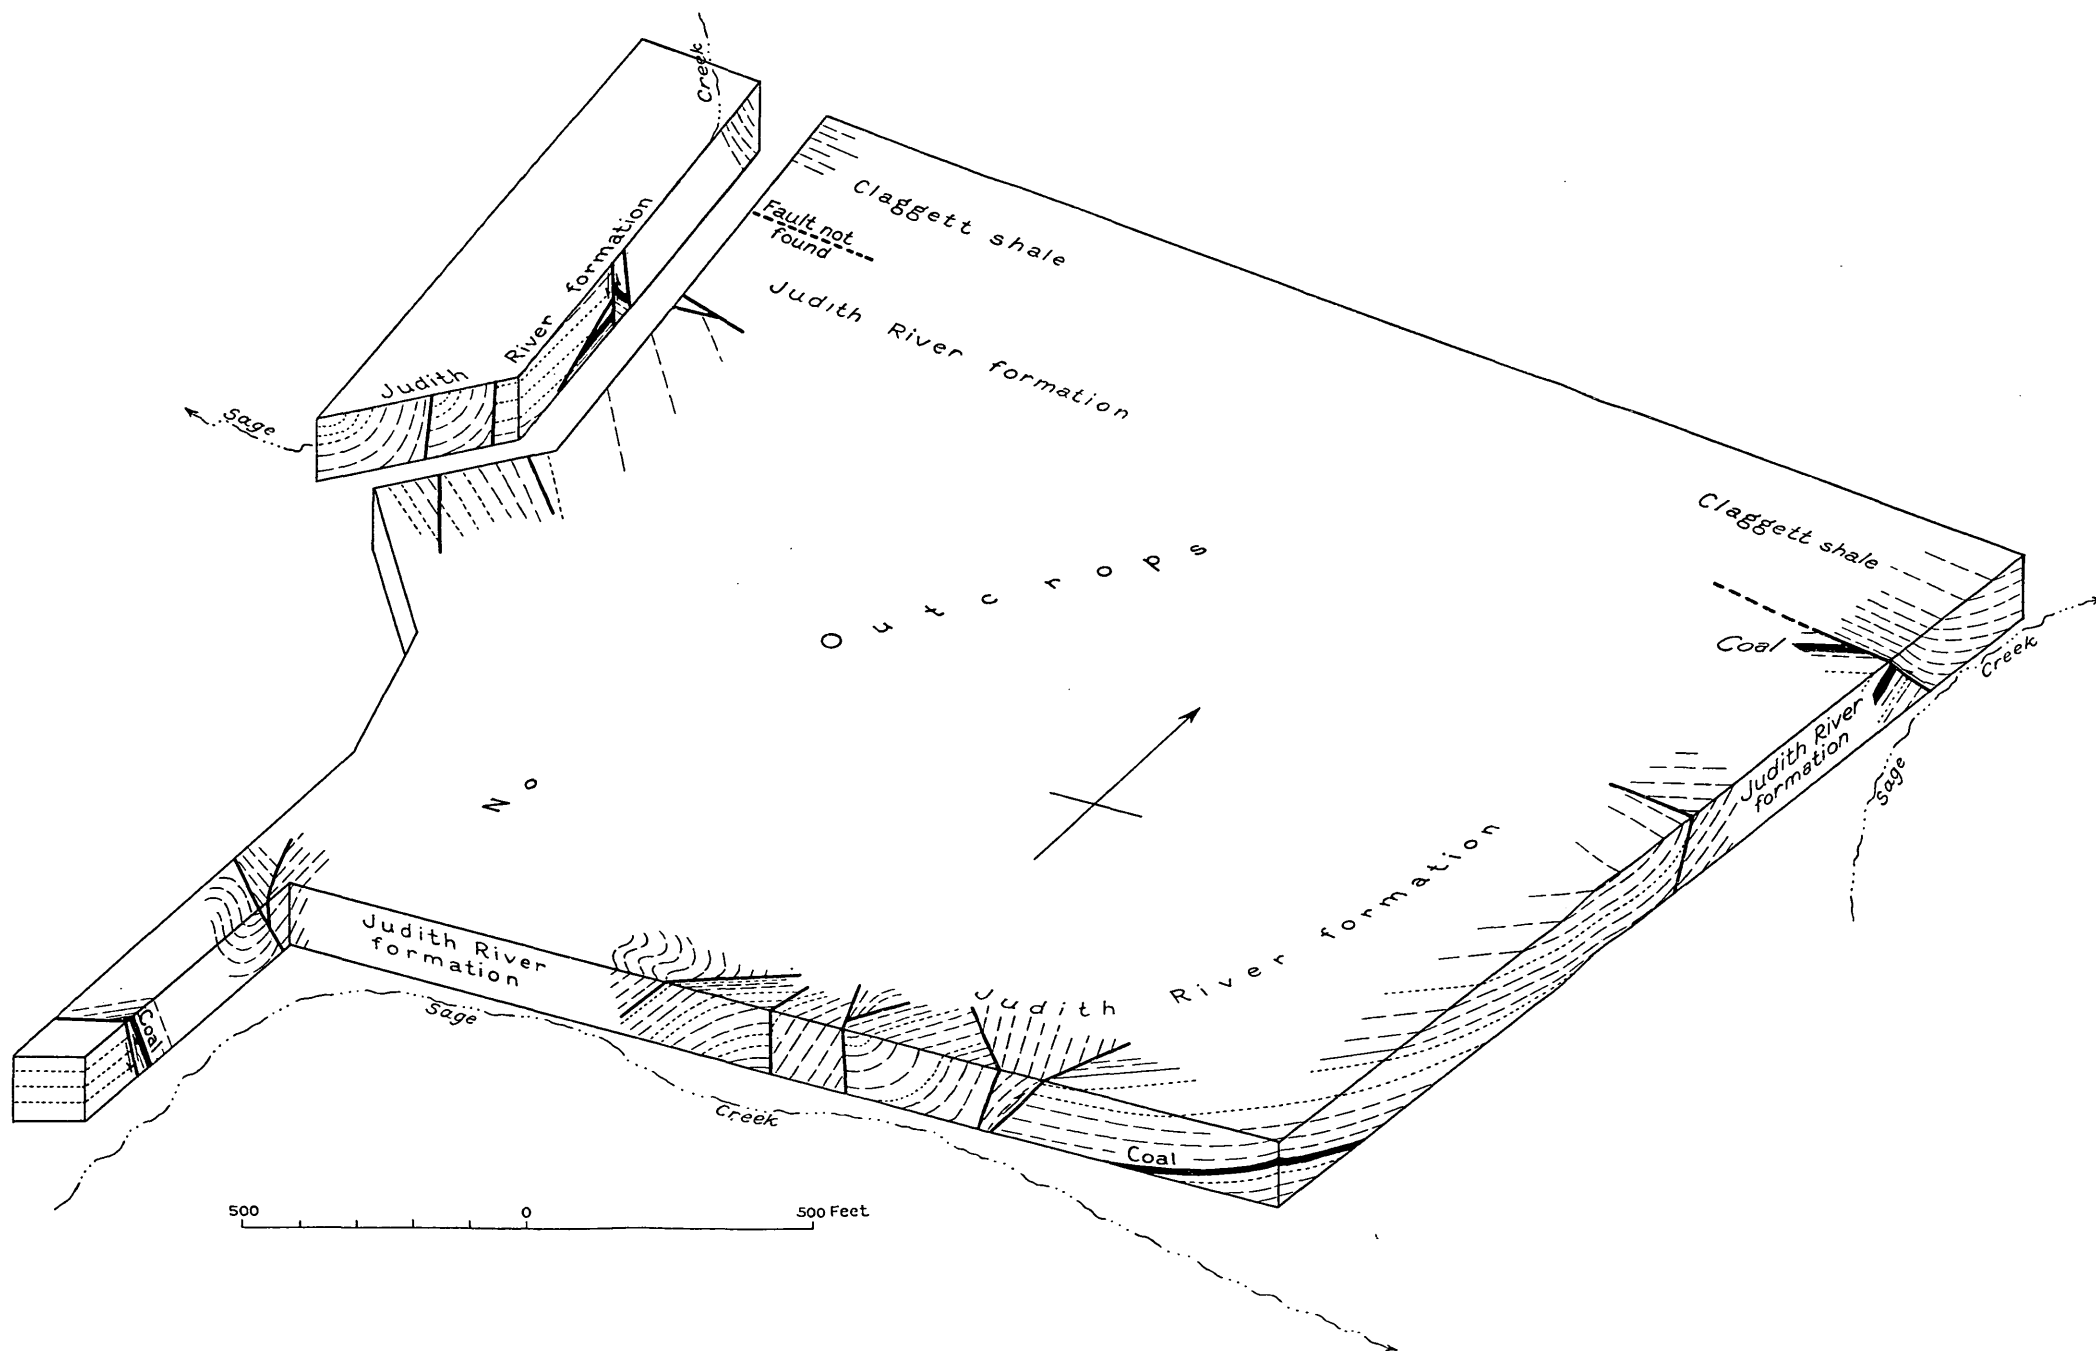 Creek
Claggett shale
Fault not
found
Judith River formation
Judith River formation
Sage
Claggett shale
No Outcrops
Coal
Creek
Judith River
formation
Sage
Judith River formation
Judith River
formation
Sage
Coal
Creek
Coal
500 0 500 Feet